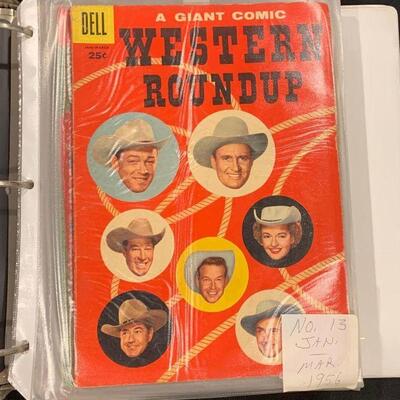 A GIANT COMIC
DELL
25¢
WESTERN
ROUNDUP
NO. 13
JAN.
MAR.
1956